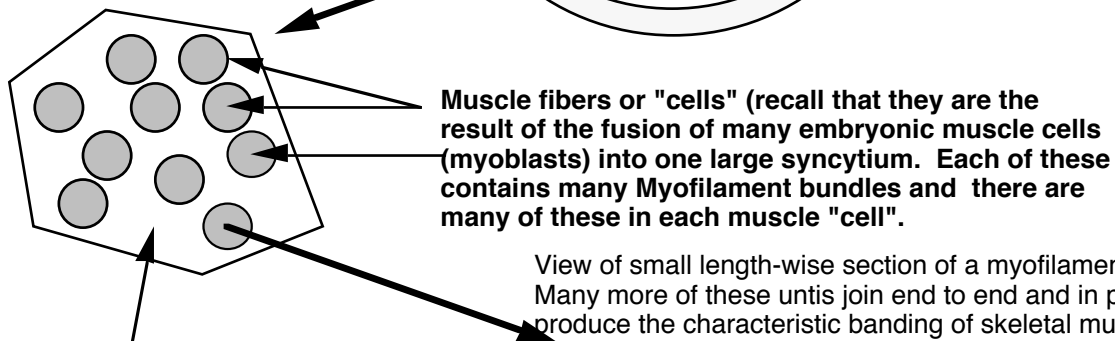 Muscle fibers or "cells" (recall that they are the
result of the fusion of many embryonic muscle cells
(myoblasts) into one large syncytium.  Each of these
contains many Myofilament bundles and  there are
many of these in each muscle "cell".
View of small length-wise section of a
Many more of these untis join end to end and in
produce the characteristic banding of skeletal